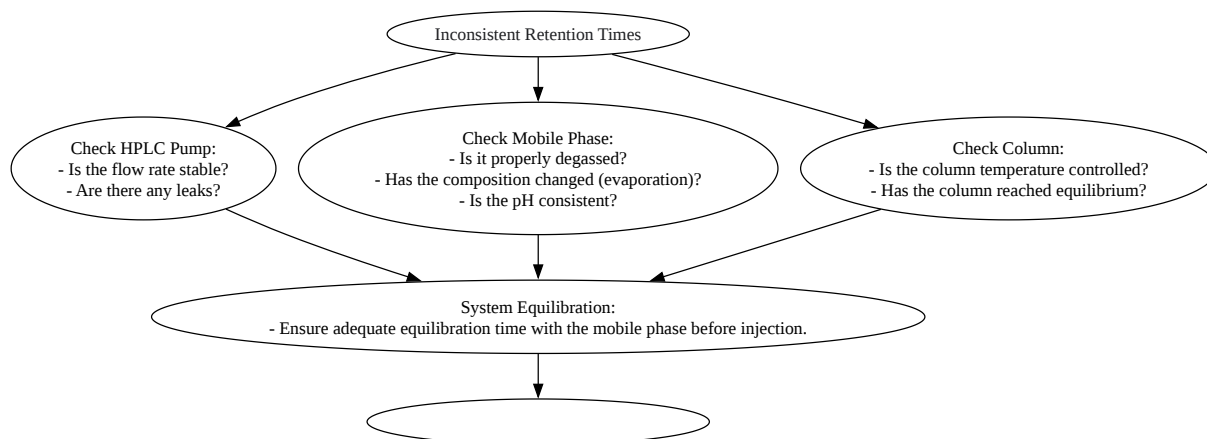 Inconsistent Retention Times
Check HPLC Pump:
- Is the flow rate stable?
- Are there any leaks?
Check Mobile Phase:
- Is it properly degassed?
- Has the composition changed (evaporation)?
- Is the pH consistent?
Check Column:
- Is the column temperature controlled?
- Has the column reached equilibrium?
System Equilibration:
- Ensure adequate equilibration time with the mobile phase before injection.